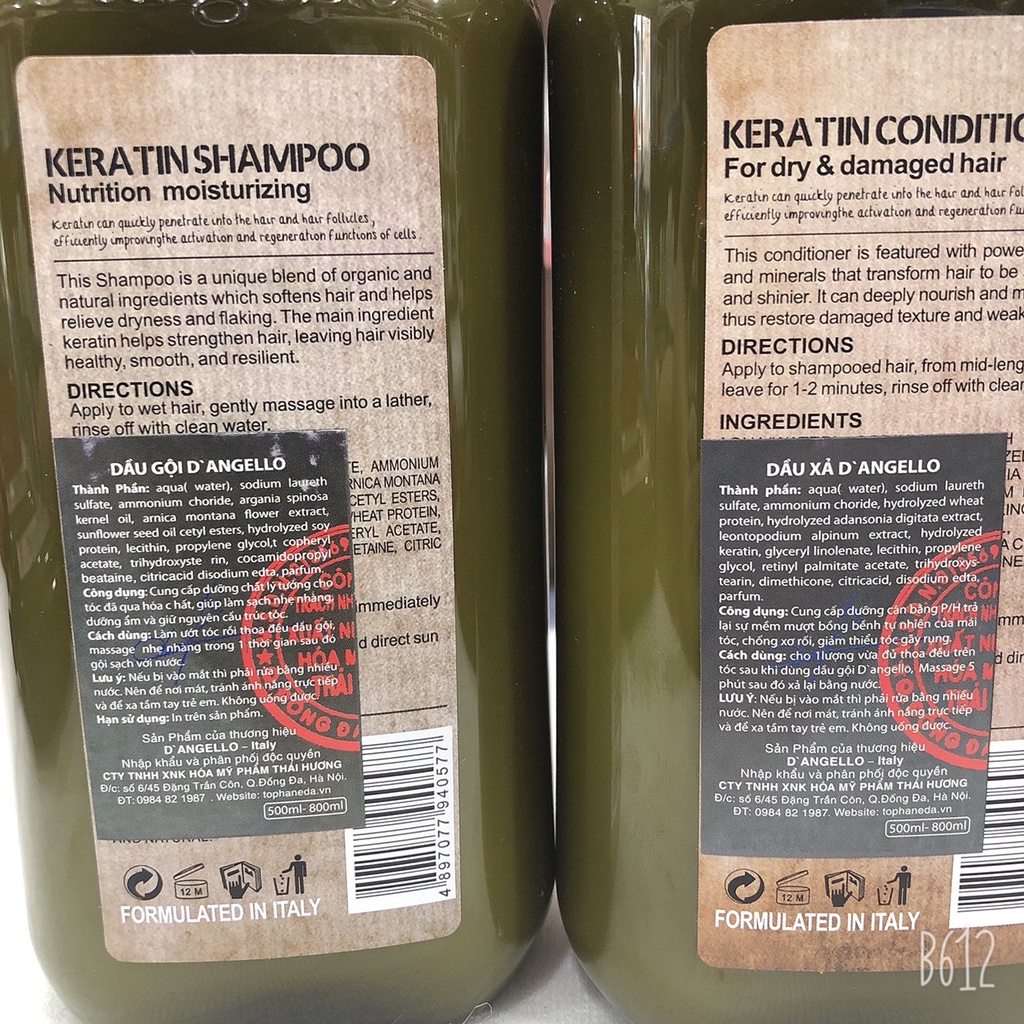 KERATIN SHAMPOO
Nutrition moisturizing
Keratin can quickly penetrate into the hair and hair follicles,
efficiently improvingthe activation and regeneration functions of cells.
This Shampoo is a unique blend of organic and
natural ingredients which softens hair and helps
relieve dryness and flaking. The main ingredient
keratin helps strengthen hair, leaving hair visibly
healthy, smooth, and resilient.
DIRECTIONS
Apply to wet hair, gently massage into a lather,
rinse off with clean water.
AMMONIUM
MONTANA
CETYL ESTERS,
PROTEIN,
ACETATE,
CITRIC
immediately
direct sun
DẦU GỘI D`ANGELLO
Thành Phần: aqua( water), sodium laureth
sulfate, ammonium choride, argania spinosa
kernel oil, arnica montana flower extract,
sunflower seed oil cetyl esters, hydrolyzed soy
protein, lecithin, propylene glycol,t copheryl
acetate, trihydroxyste rin, cocamidopropyl
beataine, citricacid disodium edta, parfum.
Công dụng: Cung cấp dưỡng chất lý tưởng cho
tóc đã qua hóa c hất, giúp làm sạch nhẹ nhàng,
dưỡng ẩm và giữ nguyên cấu trúc tóc.
Cách dùng: Làm ướt tóc rồi thoa đều dầu gội,
massage nhẹ nhàng trong 1 thời gian sau đó
gội sạch với nước.
Lưu ý: Nếu bị vào mắt thì phải rửa bằng nhiều
nước. Nên để nơi mát, tránh ánh nắng trực tiếp
và để xa tầm tay trẻ em. Không uống được.
Hạn sử dụng: In trên sản phẩm.
Sản Phẩm của thương hiệu
D`ANGELLO – Italy
Nhập khẩu và phân phối độc quyền
CTY TNHH XNK HÓA MỸ PHẨM THÁI HƯƠNG
Đ/c: số 6/45 Đặng Trần Côn, Q.Đống Đa, Hà Nội.
ĐT: 0984 82 1987 . Website: tophaneda.vn
500ml- 800ml
4 897077 940577
12 M
FORMULATED IN ITALY
KERATIN
For dry & damaged hair
Keratin can quickly penetrate into the hair and hair
efficiently improvingthe activation and regeneration
This conditioner is featured with
and minerals that transform hair to be
and shinier. It can deeply nourish and
thus restore damaged texture and
DIRECTIONS
Apply to shampooed hair, from
leave for 1-2 minutes, rinse off with
INGREDIENTS
DẦU XẢ D`ANGELLO
Thành phần: aqua( water), sodium laureth
sulfate, ammonium choride, hydrolyzed wheat
protein, hydrolyzed adansonia digitata extract,
leontopodium alpinum extract, hydrolyzed
keratin, glyceryl linolenate, lecithin, propylene
glycol, retinyl palmitate acetate, trihydroxys-
tearin, dimethicone, citricacid, disodium edta,
parfum.
Công dụng: Cung cấp dưỡng cân bằng P/H trả
lại sự mềm mượt bồng bềnh tự nhiên của mái
tóc, chống xơ rối, giảm thiểu tóc gãy rụng.
Cách dùng: cho 1 lượng vừa đủ thoa đều trên
tóc sau khi dùng dầu gội D`angello, Massage 5
phút sau đó xả lại bằng nước.
LƯU Ý: Nếu bị vào mắt thì phải rửa bằng nhiều
nước. Nên để nơi mát, tránh ánh nắng trực tiếp
và để xa tầm tay trẻ em. Không uống được.
Sản Phẩm của thương hiệu
D`ANGELLO – Italy
Nhập khẩu và phân phối độc quyền
CTY TNHH XNK HÓA MỸ PHẨM THÁI HƯƠNG
Đ/c: số 6/45 Đặng Trần Côn, Q.Đống Đa, Hà Nội.
ĐT: 0984 82 1987. Website: tophaneda.vn
500ml- 800ml
12 M
FORMULATED IN ITALY
B612